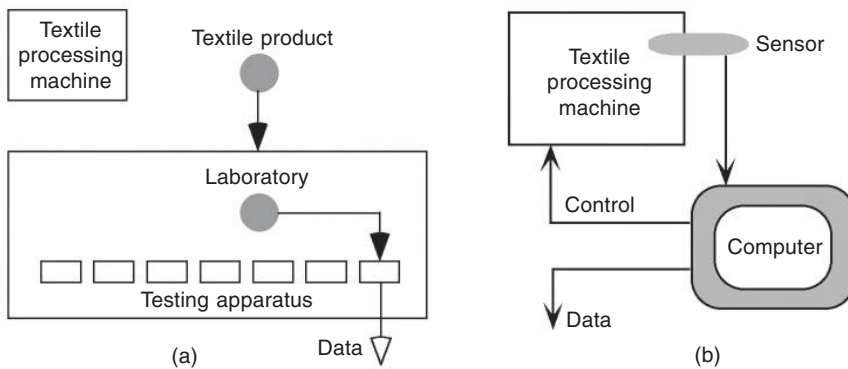 Textile
processing
machine
Textile product
Laboratory
Testing apparatus
Data
(a)
Textile
processing
machine
Sensor
Control
Computer
Data
(b)